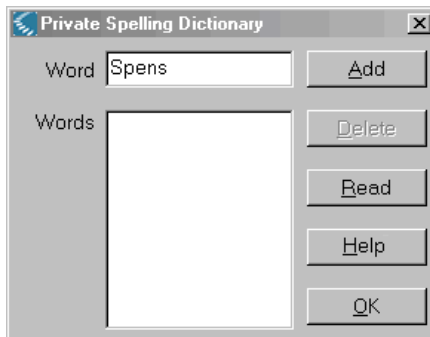 Private Spelling Dictionary
Word Spens Add
Words Delete
Read
Help
OK